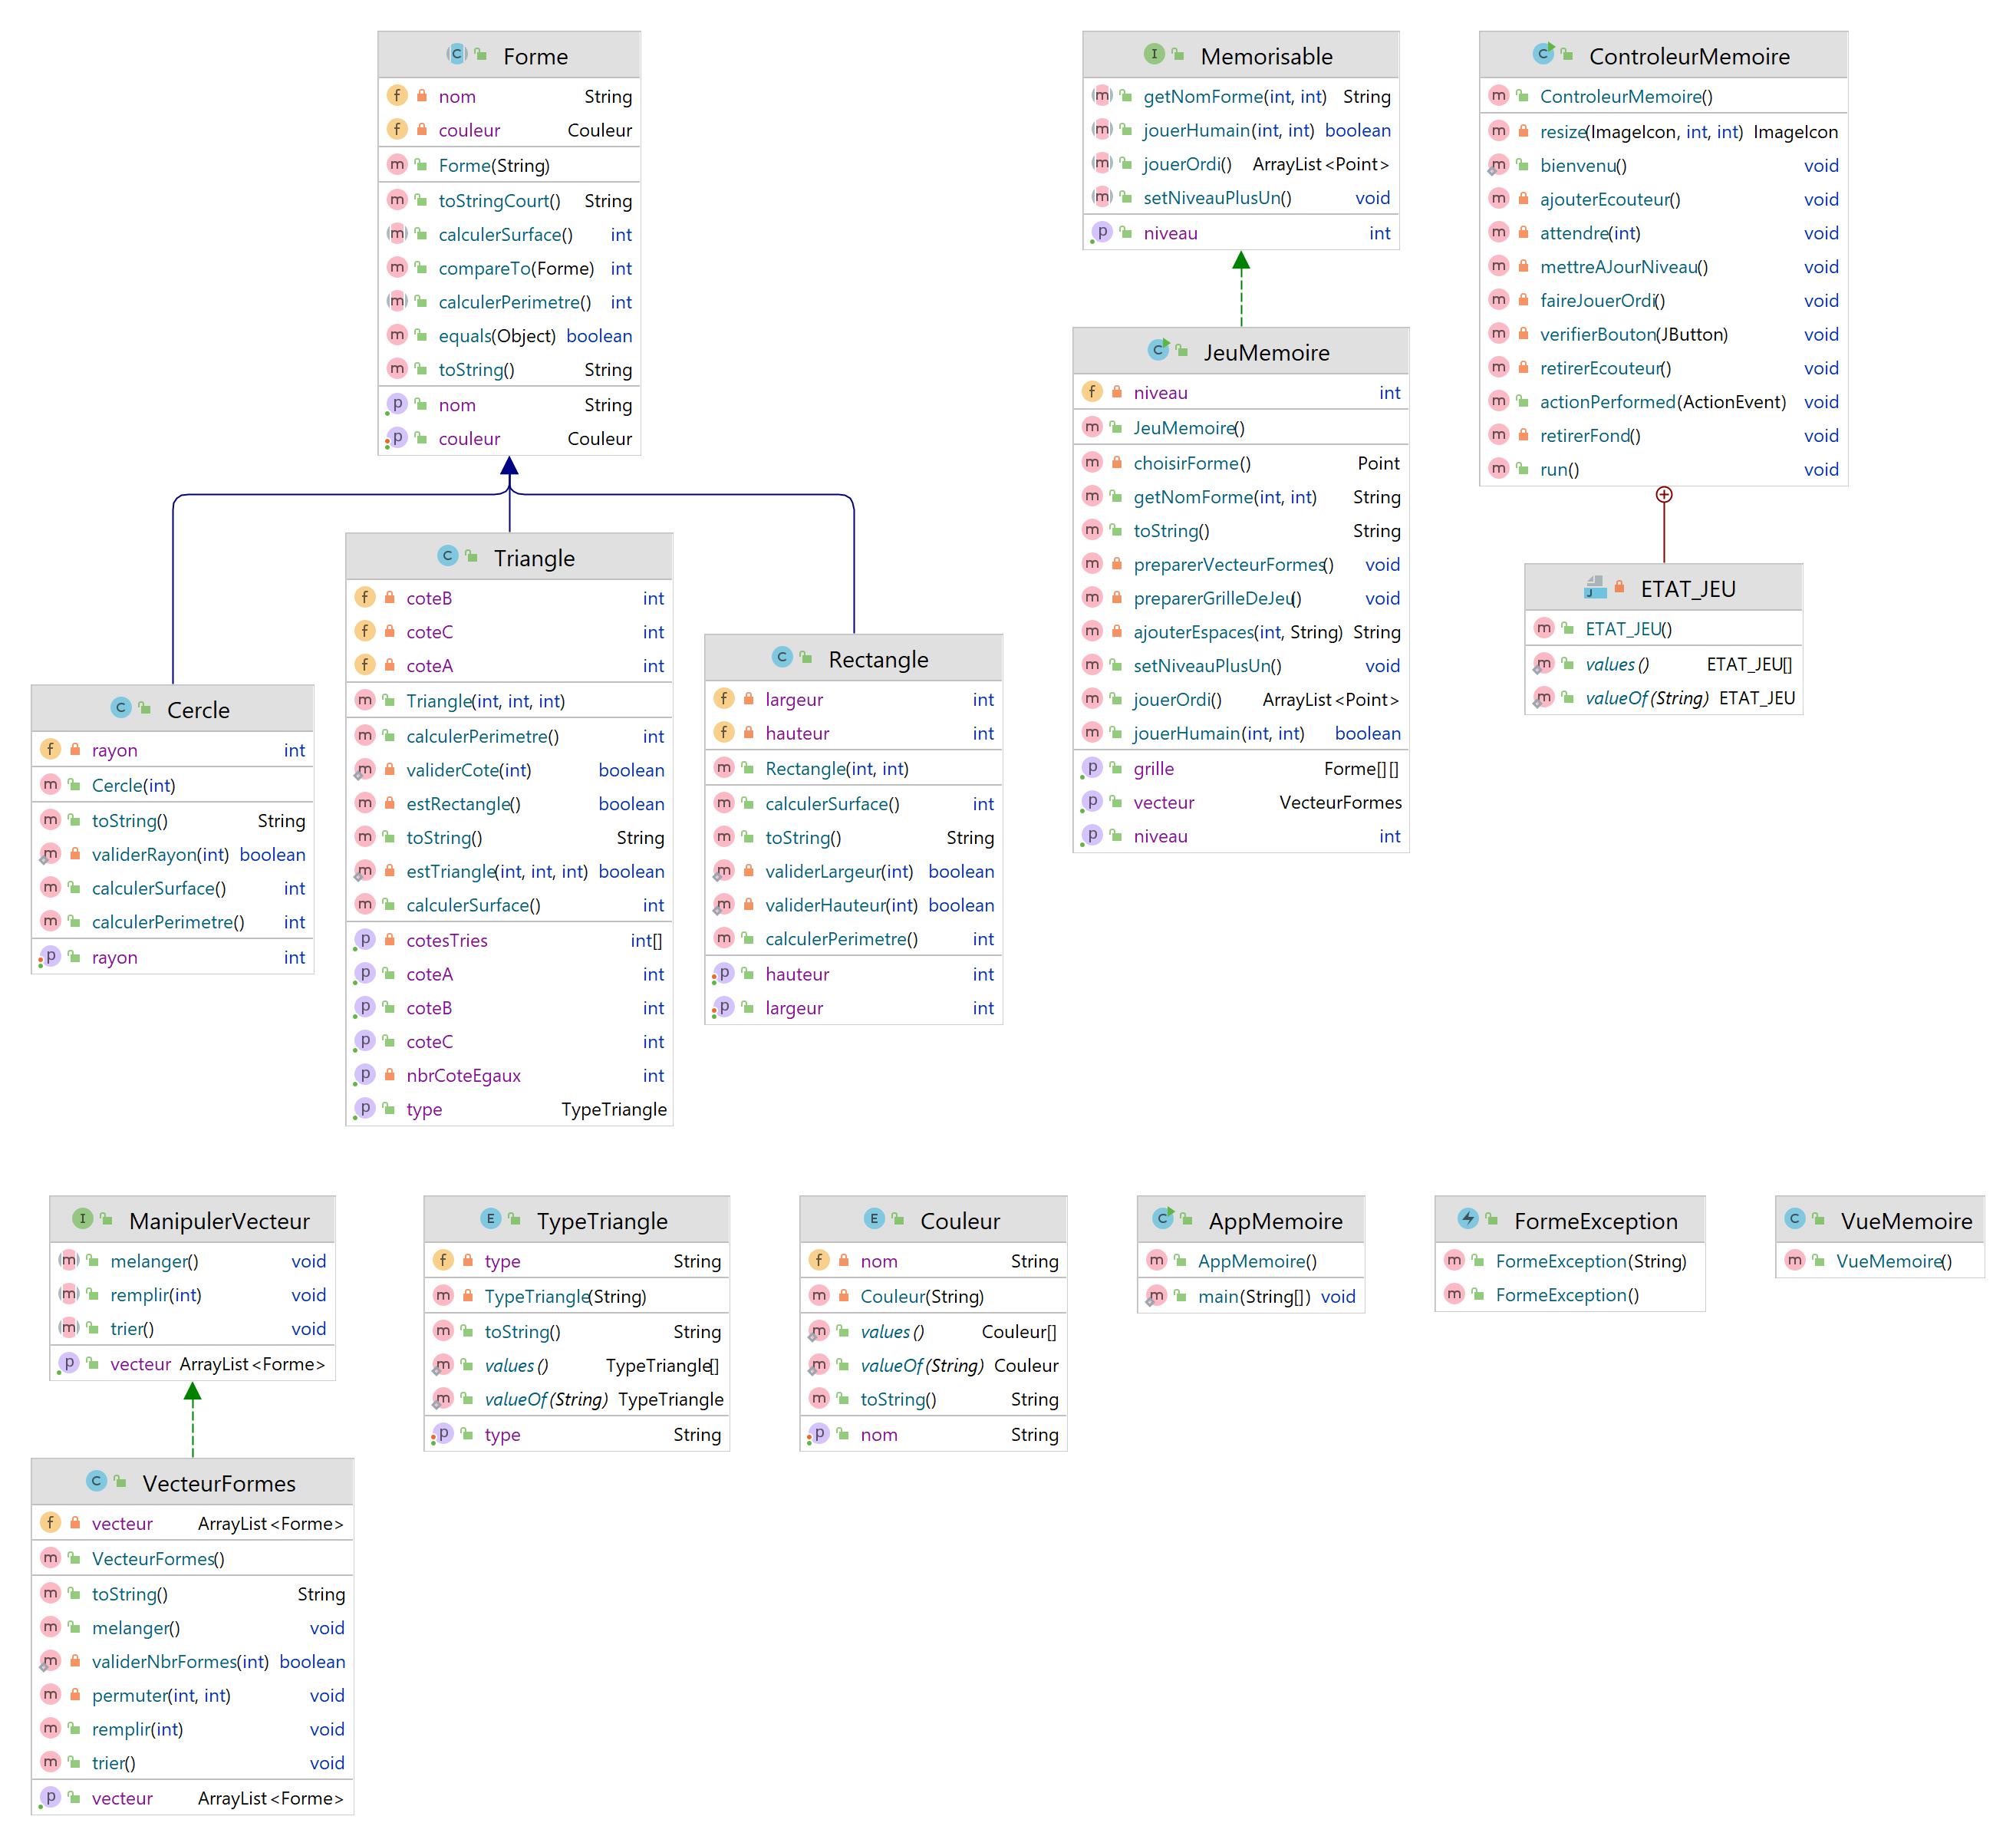 Forme
nom String
couleur Couleur
Forme(String)
toStringCourt() String
calculerSurface() int
compareTo(Forme) int
calculerPerimetre() int
equals(Object) boolean
toString() String
nom String
couleur Couleur
Memorisable
getNomForme(int, int) String
jouerHumain(int, int) boolean
jouerOrdi() ArrayList<Point>
setNiveauPlusUn() void
niveau int
ControleurMemoire
ControleurMemoire()
resize(ImageIcon, int, int) ImageIcon
bienvenu() void
ajouterEcouteur() void
attendre(int) void
mettreAJourNiveau() void
faireJouerOrdi() void
verifierBouton(JButton) void
retirerEcouteur() void
actionPerformed(ActionEvent) void
retirerFond() void
run() void
JeuMemoire
niveau int
JeuMemoire()
choisirForme() Point
getNomForme(int, int) String
toString() String
preparerVecteurFormes() void
preparerGrilleDeJeu() void
ajouterEspaces(int, String) String
setNiveauPlusUn() void
jouerOrdi() ArrayList<Point>
jouerHumain(int, int) boolean
grille Forme[][]
vecteur VecteurFormes
niveau int
ETAT_JEU
ETAT_JEU()
values() ETAT_JEU[]
valueOf(String) ETAT_JEU
Cercle
rayon int
Cercle(int)
toString() String
validerRayon(int) boolean
calculerSurface() int
calculerPerimetre() int
rayon int
Triangle
coteB int
coteC int
coteA int
Triangle(int, int, int)
calculerPerimetre() int
validerCote(int) boolean
estRectangle() boolean
toString() String
estTriangle(int, int, int) boolean
calculerSurface() int
cotesTries int[]
coteA int
coteB int
coteC int
nbrCoteEgaux int
type TypeTriangle
Rectangle
largeur int
hauteur int
Rectangle(int, int)
calculerSurface() int
toString() String
validerLargeur(int) boolean
validerHauteur(int) boolean
calculerPerimetre() int
hauteur int
largeur int
ManipulerVecteur
melanger() void
remplir(int) void
trier() void
vecteur ArrayList<Forme>
TypeTriangle
type String
TypeTriangle(String)
toString() String
values() TypeTriangle[]
valueOf(String) TypeTriangle
type String
Couleur
nom String
Couleur(String)
values() Couleur[]
valueOf(String) Couleur
toString() String
nom String
AppMemoire
AppMemoire()
main(String[]) void
FormeException
FormeException(String)
FormeException()
VueMemoire
VueMemoire()
VecteurFormes
vecteur ArrayList<Forme>
VecteurFormes()
toString() String
melanger() void
validerNbrFormes(int) boolean
permuter(int, int) void
remplir(int) void
trier() void
vecteur ArrayList<Forme>